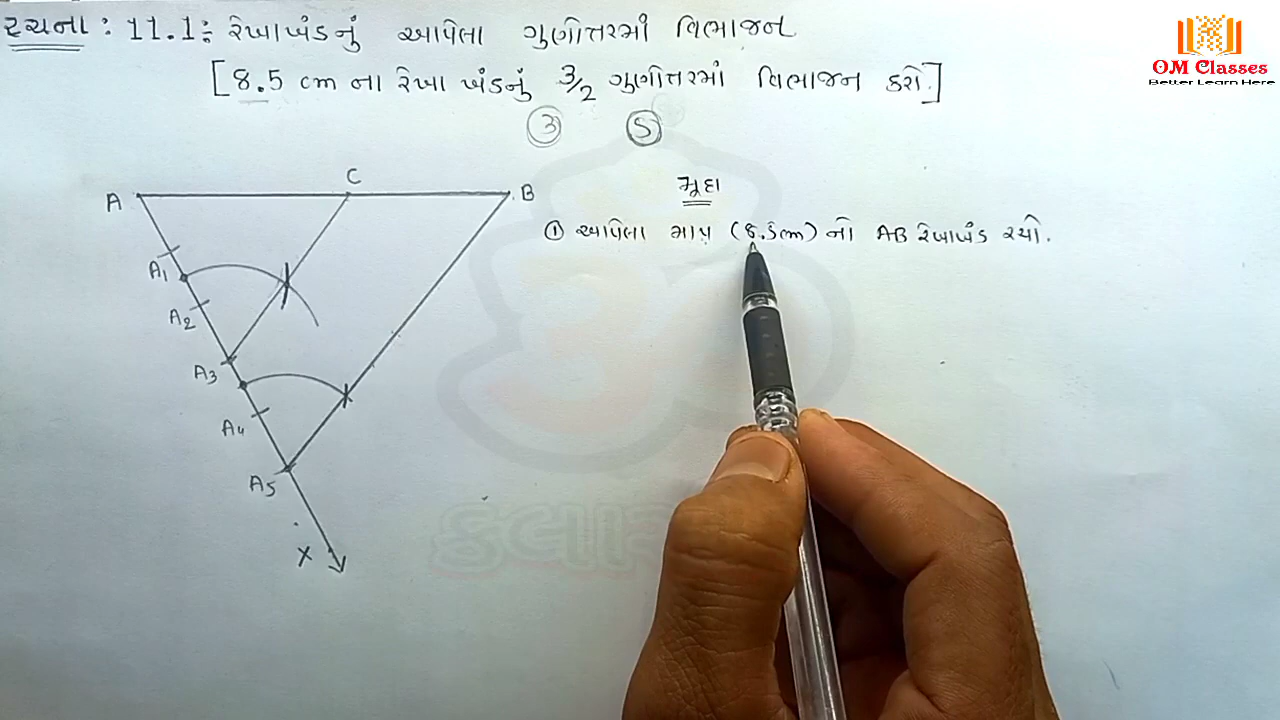 રચના : 11.1 : રેખાખંડનું આપેલા ગુણોત્તરમાં વિભાજન
[ 8.5 cm ના રેખા ખંડનું 3/2 ગુણોત્તરમાં વિભાજન કરો. ]
3 5
OM Classes
Better Learn Here
મુદ્દા
① આપેલા માપ (8.5cm) નો AB રેખાખંડ રચો.
A C B
A1
A2
A3
A4
A5
X